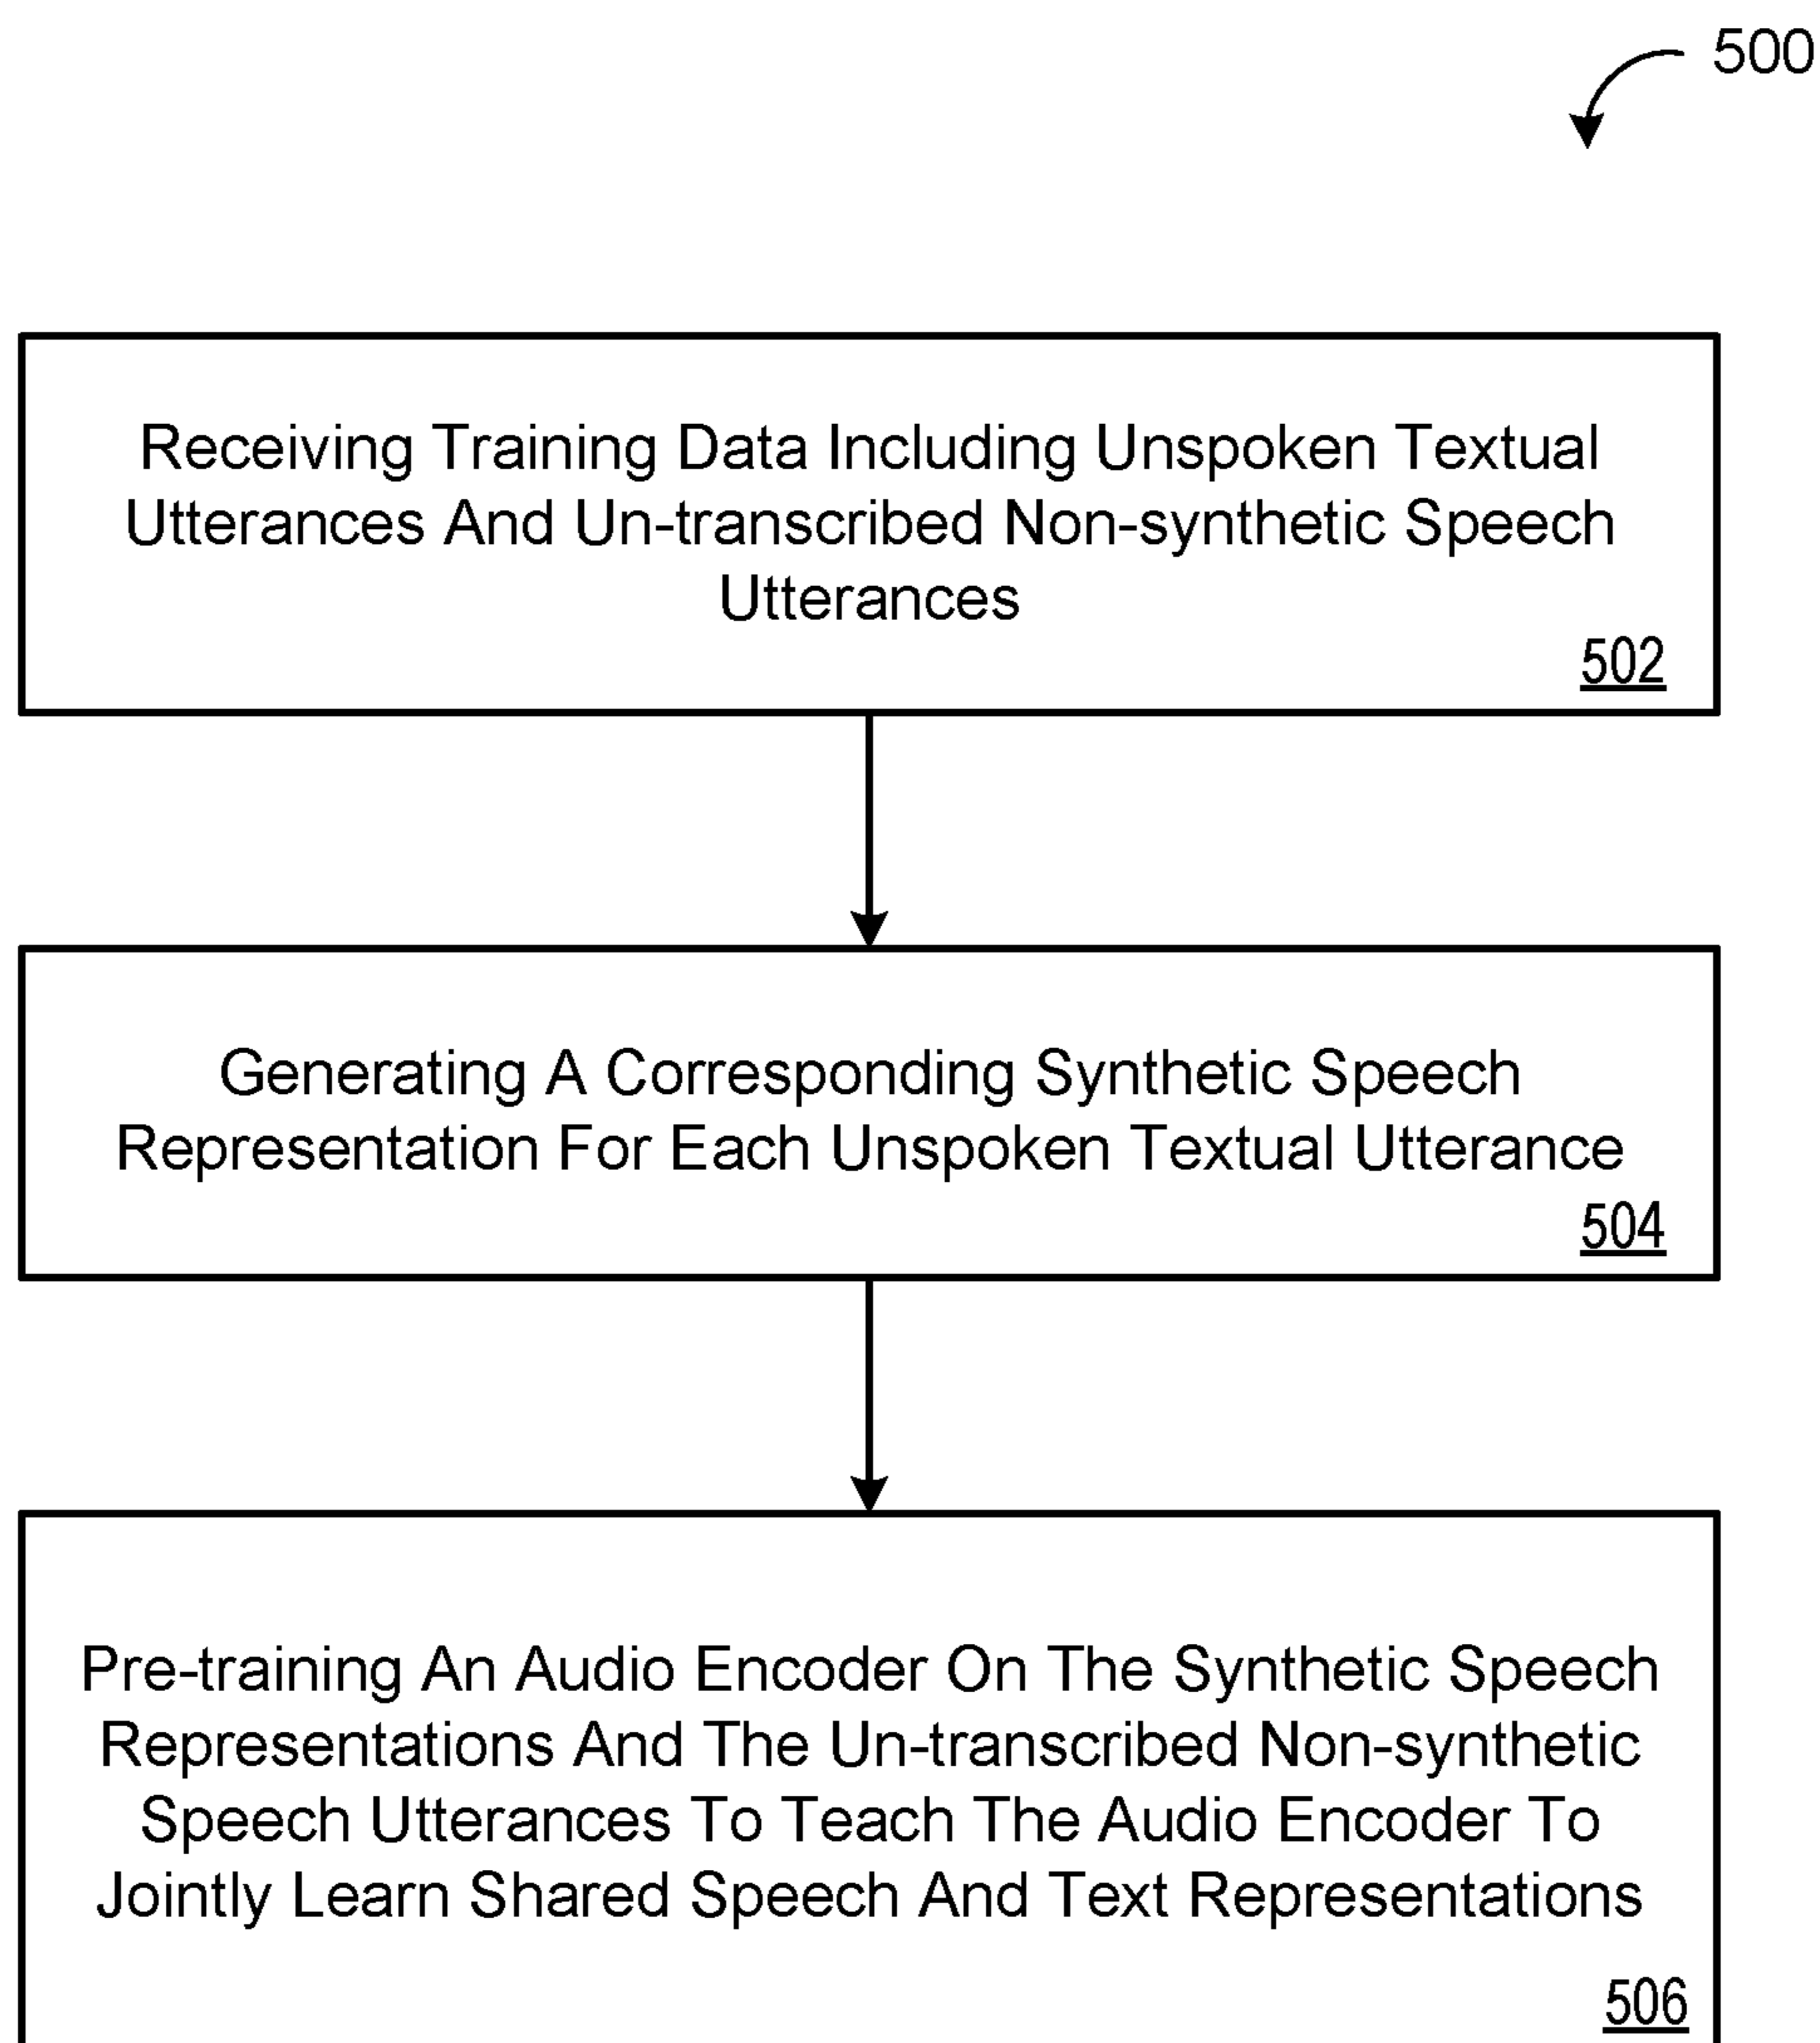 500
Receiving Training Data Including Unspoken Textual
Utterances And Un-transcribed Non-synthetic Speech
Utterances
502
Generating A Corresponding Synthetic Speech
Representation For Each Unspoken Textual Utterance
504
Pre-training An Audio Encoder On The Synthetic Speech
Representations And The Un-transcribed Non-synthetic
Speech Utterances To Teach The Audio Encoder To
Jointly Learn Shared Speech And Text Representations
506